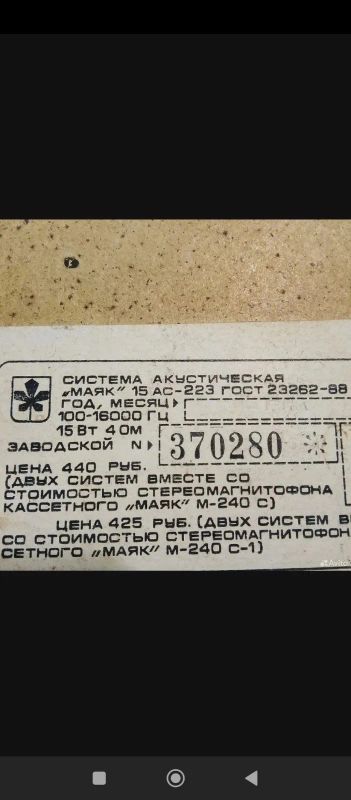 СИСТЕМА АКУСТИЧЕСКАЯ
„МАЯК" 15 АС-223 ГОСТ 23262-88
ГОД, МЕСЯЦ
100-16000 ГЦ
15 ВТ 4 ОМ
ЗАВОДСКОЙ N 370280
ЦЕНА 440 РУБ.
(ДВУХ СИСТЕМ ВМЕСТЕ СО
СТОИМОСТЬЮ СТЕРЕОМАГНИТОФОНА
КАССЕТНОГО „МАЯК" М-240 С)
ЦЕНА 425 РУБ. (ДВУХ СИСТЕМ В
СО СТОИМОСТЬЮ СТЕРЕОМАГНИТОФОН
СЕТНОГО „МАЯК" М-240 С-1)
Avito